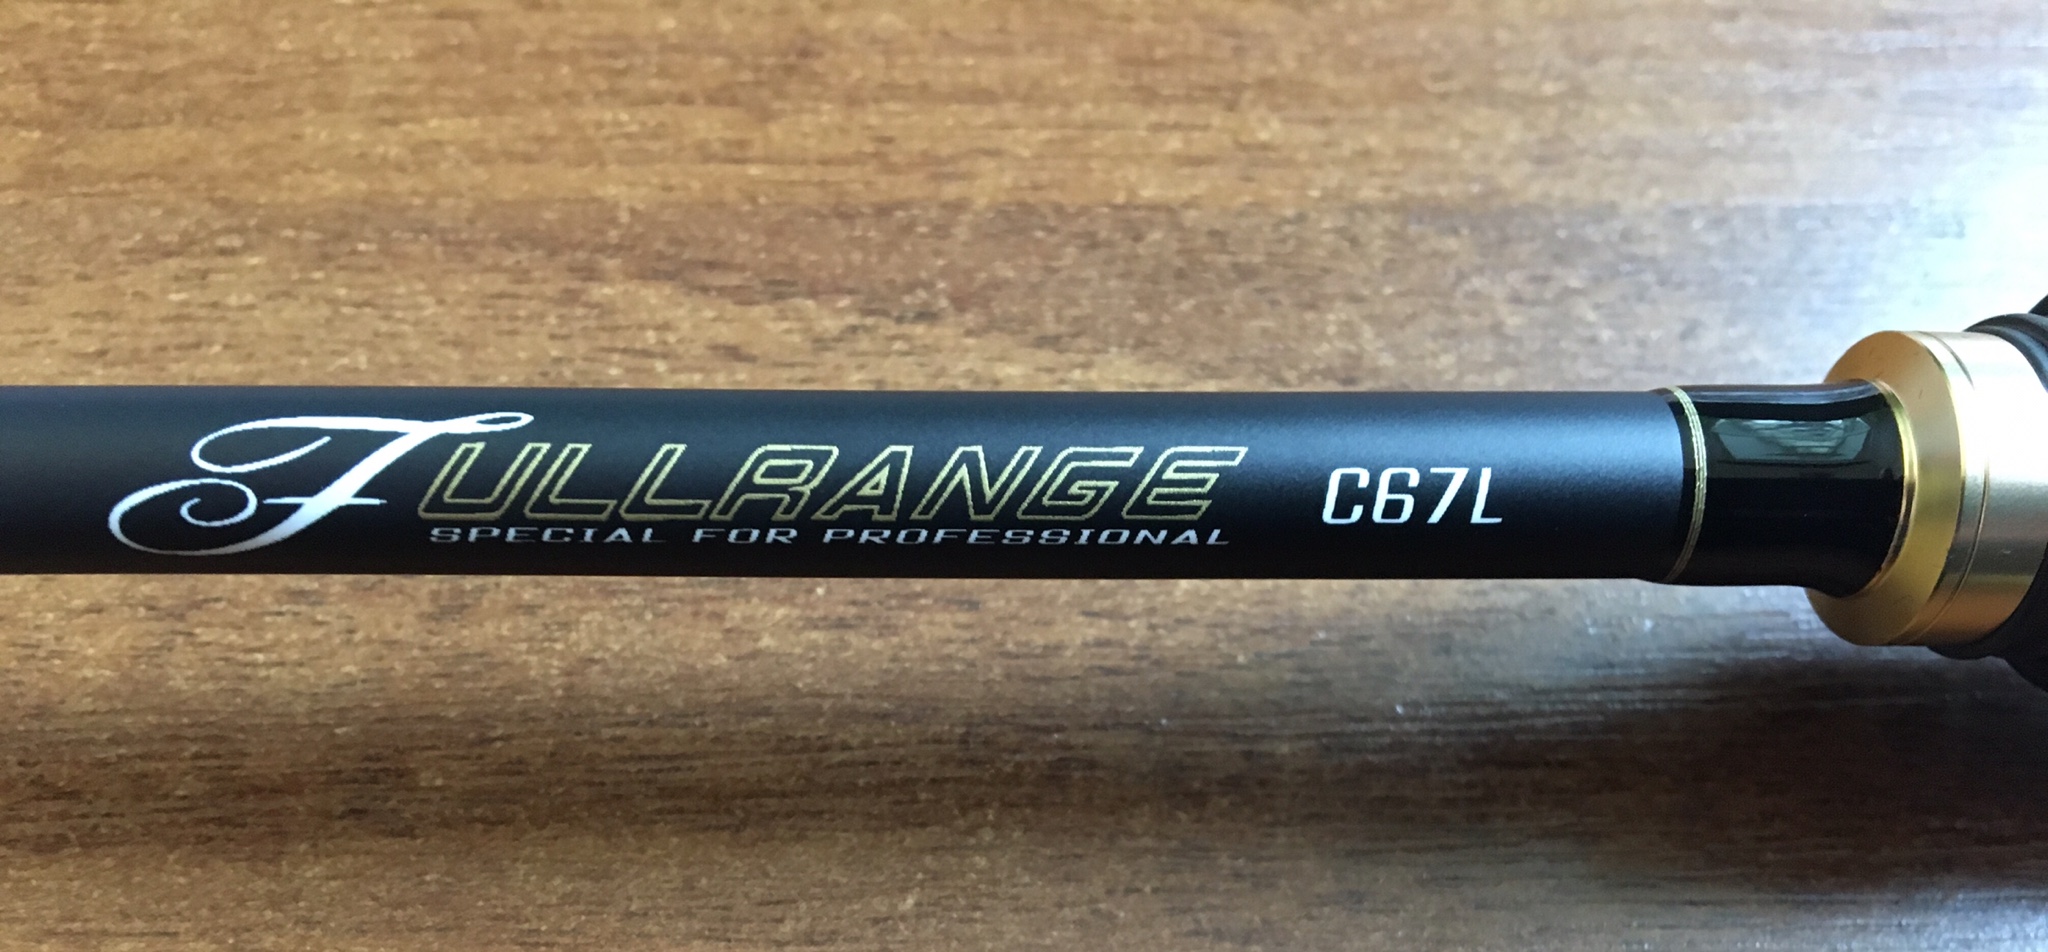 FULLRANGE C67L
SPECIAL FOR PROFESSIONAL